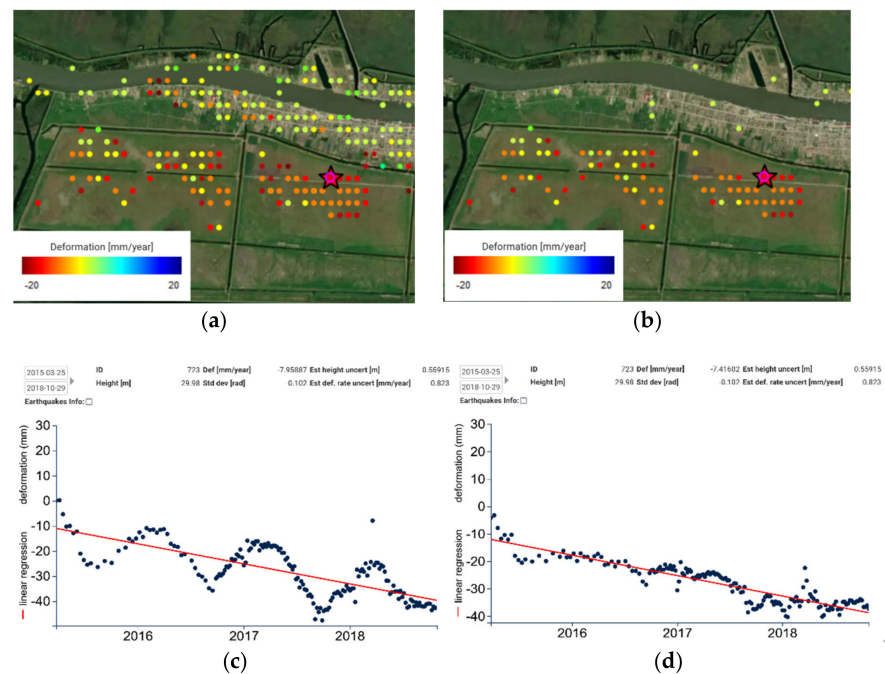 Deformation [mm/year]
-20 20
Deformation [mm/year]
-20 20
(a) (b)
2015-03-25
2018-10-29
ID 723 Def [mm/year] -7.95887 Est height uncert [m] 0.55915
Height [m] 29.98 Std dev [rad] 0.102 Est def. rate uncert [mm/year] 0.823
Earthquakes Info:
2015-03-25
2018-10-29
ID 723 Def [mm/year] -7.41602 Est height uncert [m] 0.55915
Height [m] 29.98 Std dev [rad] -0.102 Est def. rate uncert [mm/year] 0.823
Earthquakes Info:
deformation (mm)
linear regression
30
20
10
0
-10
-20
-30
-40
2016 2017 2018
deformation (mm)
linear regression
30
20
10
0
-10
-20
-30
-40
2016 2017 2018
(c) (d)